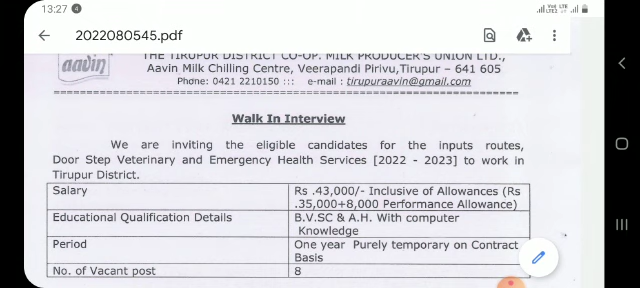 13:27
Vod LTE
LTE2
2022080545.pdf
aavin
THE TIRUPUR DISTRICT CO-OP. MILK PRODUCER'S UNION LTD.,
Aavin Milk Chilling Centre, Veerapandi Pirivu,Tirupur – 641 605
Phone: 0421 2210150 ::: e-mail : tirupuraavin@gmail.com
Walk In Interview
We are inviting the eligible candidates for the inputs routes,
Door Step Veterinary and Emergency Health Services [2022 - 2023] to work in
Tirupur District.
Salary
Rs .43,000/- Inclusive of Allowances (Rs
.35,000+8,000 Performance Allowance)
Educational Qualification Details
B.V.SC & A.H. With computer
Knowledge
Period
One year Purely temporary on Contract
Basis
No. of Vacant post
8